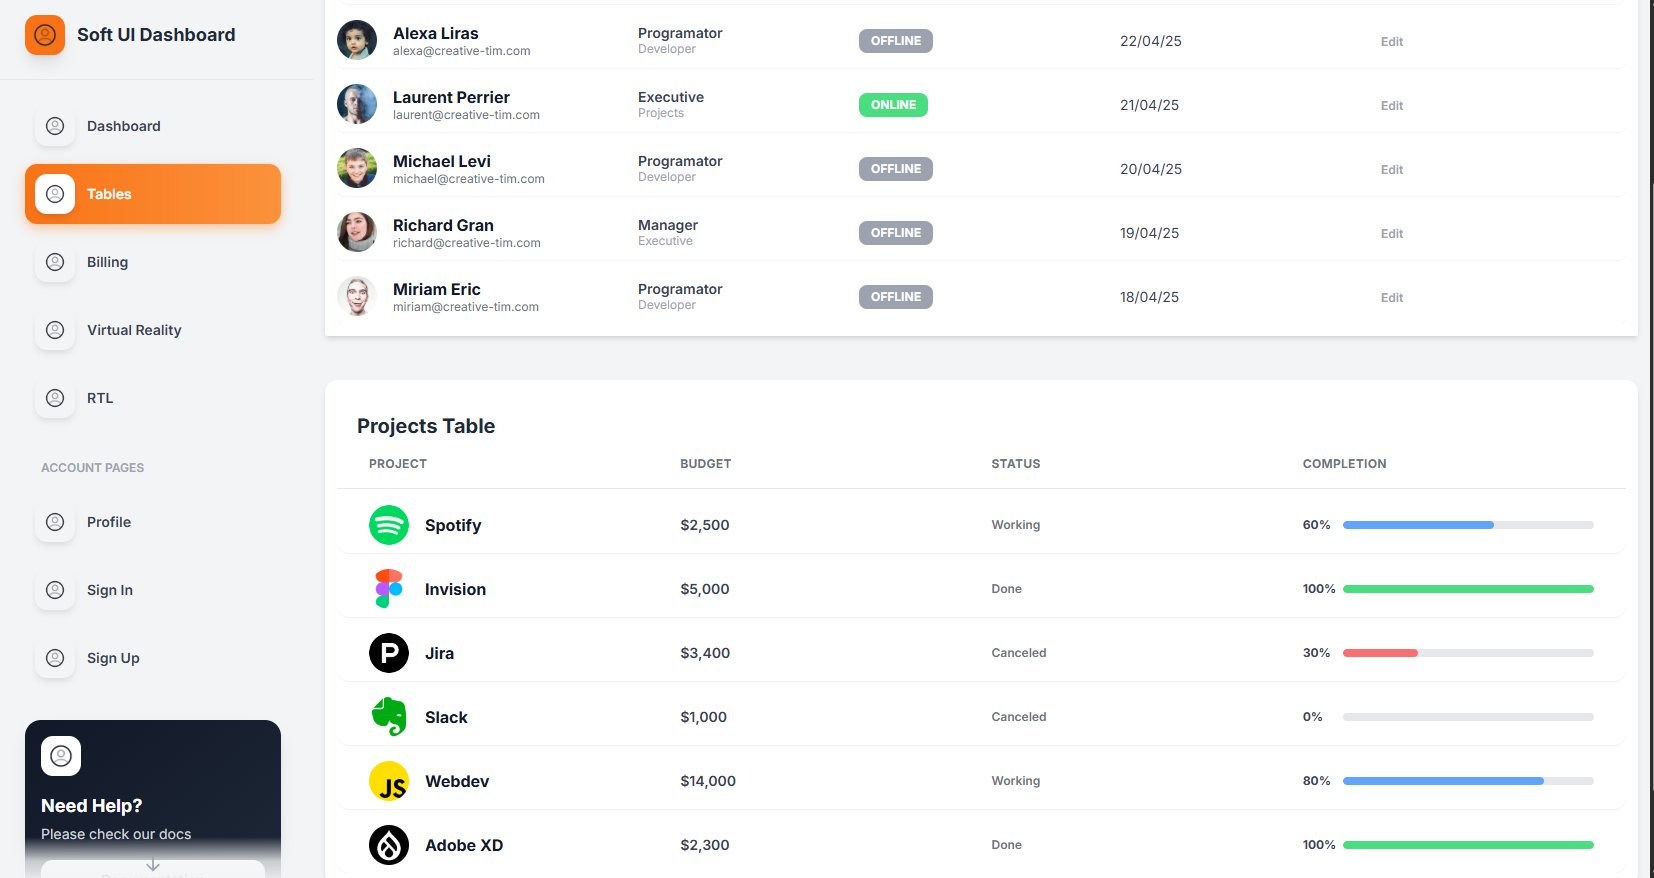 Soft UI Dashboard
Dashboard
Tables
Billing
Virtual Reality
RTL
ACCOUNT PAGES
Profile
Sign In
Sign Up
Need Help?
Please check our docs
Alexa Liras
alexa@creative-tim.com
Programator
Developer
OFFLINE
22/04/25
Edit
Laurent Perrier
laurent@creative-tim.com
Executive
Projects
ONLINE
21/04/25
Edit
Michael Levi
michael@creative-tim.com
Programator
Developer
OFFLINE
20/04/25
Edit
Richard Gran
richard@creative-tim.com
Manager
Executive
OFFLINE
19/04/25
Edit
Miriam Eric
miriam@creative-tim.com
Programator
Developer
OFFLINE
18/04/25
Edit
Projects Table
PROJECT BUDGET STATUS COMPLETION
Spotify $2,500 Working 60%
Invision $5,000 Done 100%
P Jira $3,400 Canceled 30%
Slack $1,000 Canceled 0%
JS Webdev $14,000 Working 80%
Adobe XD $2,300 Done 100%